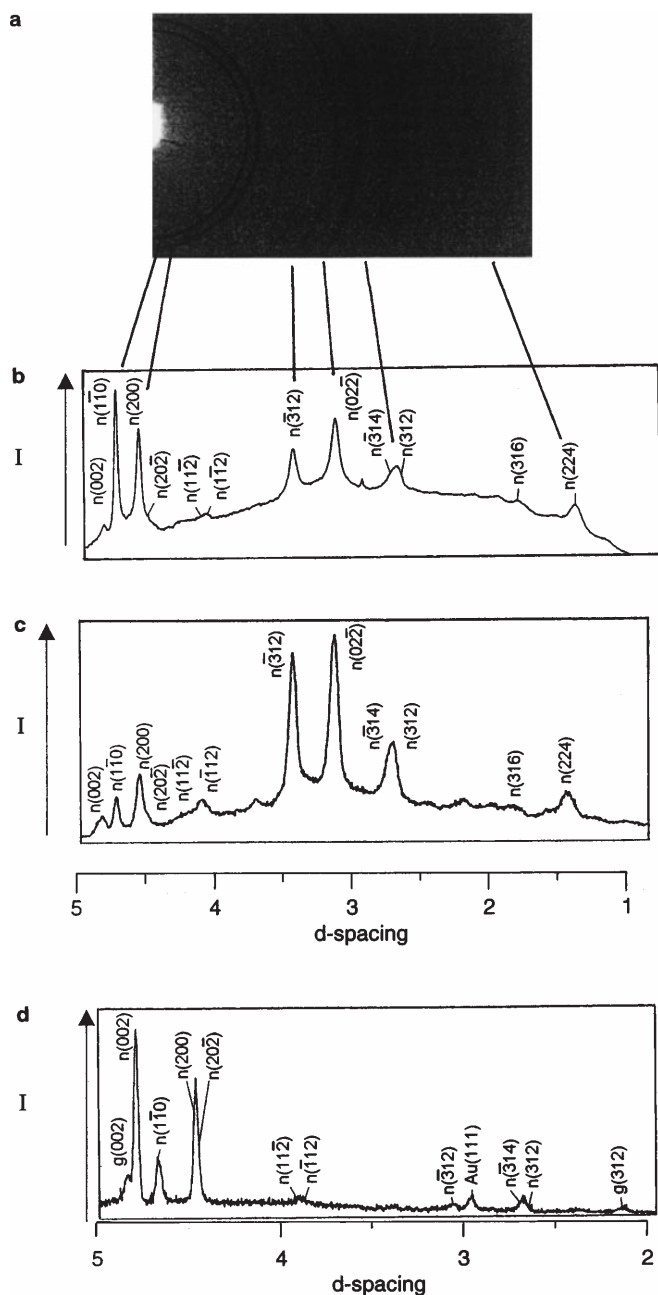 a
b
I
n(002)
n(1̄10)
n(200)
n(202̄)
n(112̄)
n(1̄12)
n(3̄12)
n(022̄)
n(3̄14)
n(312)
n(316)
n(224)
c
I
n(002)
n(1̄10)
n(200)
n(202̄)
n(112̄)
n(1̄12)
n(3̄12)
n(022̄)
n(3̄14)
n(312)
n(316)
n(224)
5 4 3 2 1
d-spacing
d
I
g(002)
n(002)
n(11̄0)
n(200)
n(202̄)
n(112̄)
n(1̄12)
n(3̄12)
Au(111)
n(3̄14)
n(312)
g(312)
5 4 3 2
d-spacing